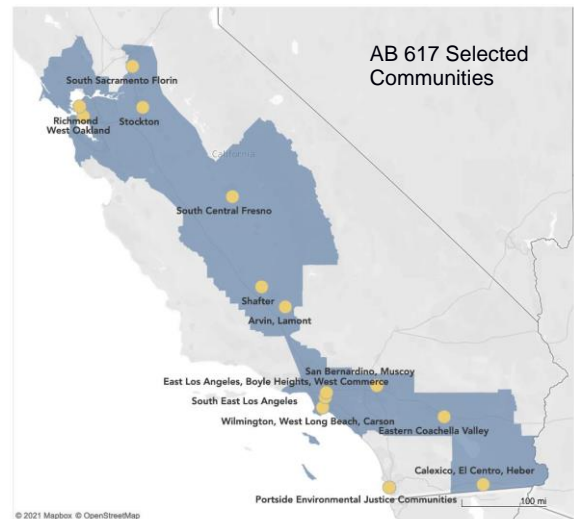 AB 617 Selected
Communities
South Sacramento Florin
Richmond
West Oakland
Stockton
California
South Central Fresno
Shafter
Arvin, Lamont
San Bernardino, Muscoy
East Los Angeles, Boyle Heights, West Commerce
South East Los Angeles
Wilmington, West Long Beach, Carson
Eastern Coachella Valley
Calexico, El Centro, Heber
Portside Environmental Justice Communities
100 mi
© 2021 Mapbox © OpenStreetMap